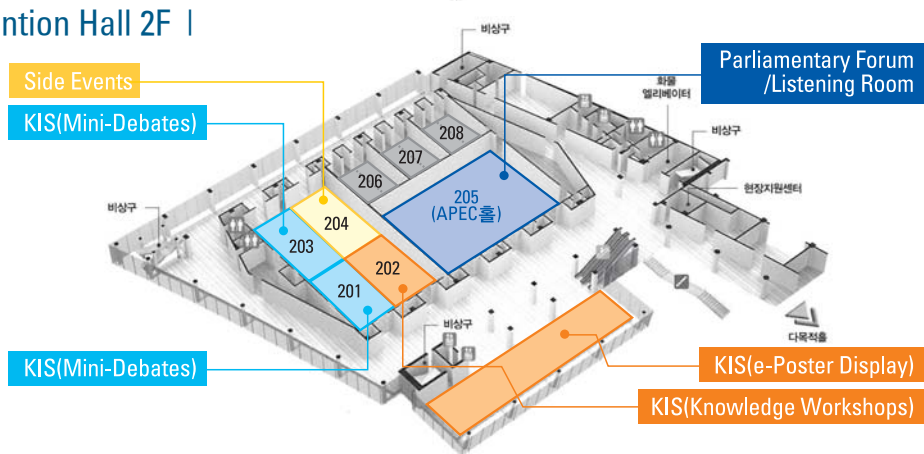 ntion Hall 2F |
비상구
Side Events
Parliamentary Forum
/Listening Room
KIS(Mini-Debates)
화물
엘리베이터
비상구
208
207
206
205
(APEC홀)
현장지원센터
비상구
204
203
202
201
비상구
다목적홀
KIS(Mini-Debates)
KIS(e-Poster Display)
KIS(Knowledge Workshops)